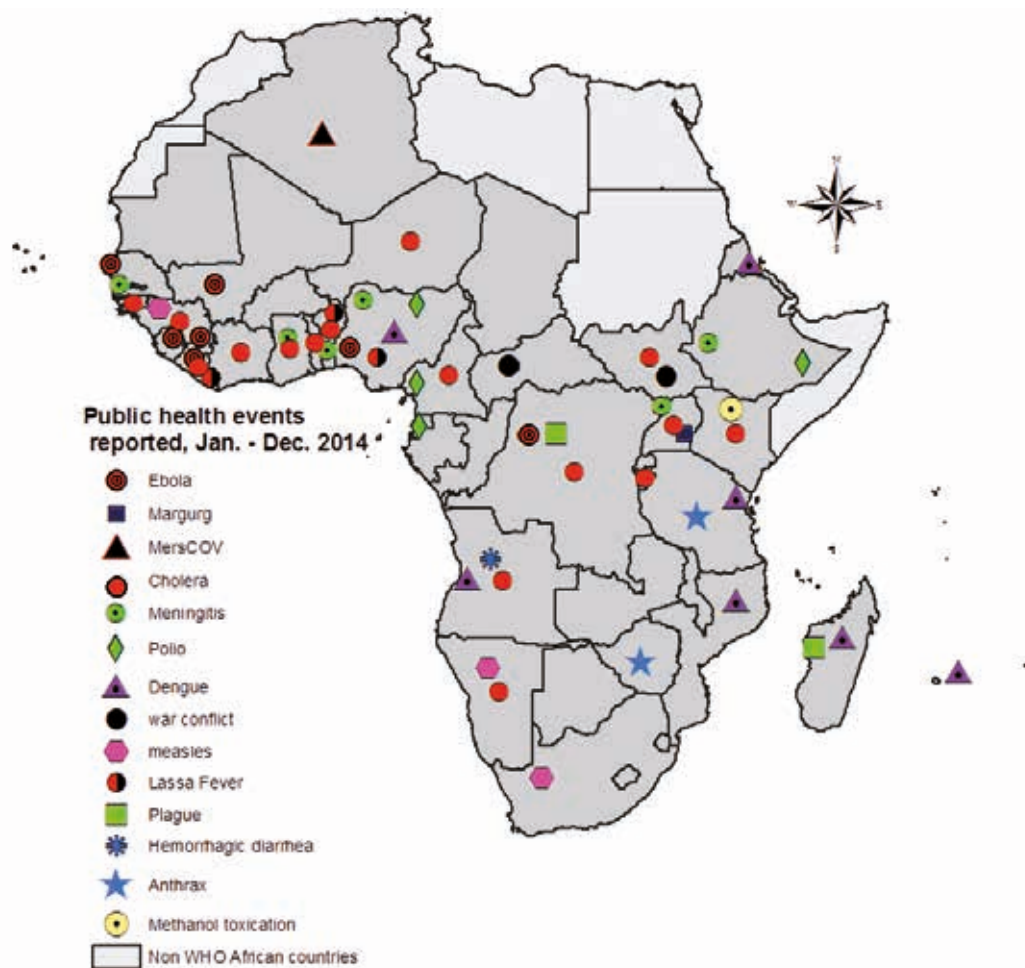 N
W
E
S
Public health events
reported, Jan. - Dec. 2014
Ebola
Margurg
MersCOV
Cholera
Meningitis
Polio
Dengue
war conflict
measles
Lassa Fever
Plague
Hemorrhagic diarrhea
Anthrax
Methanol toxication
Non WHO African countries